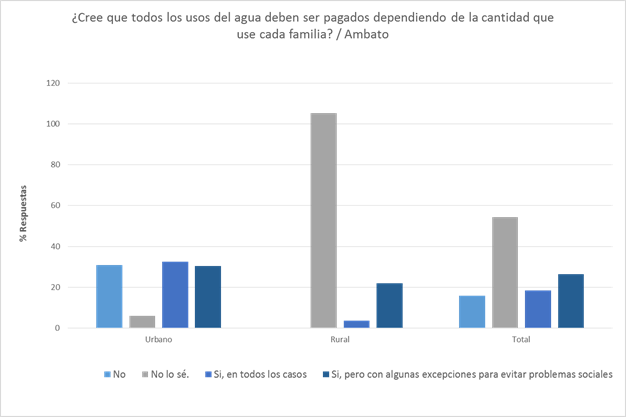 ¿Cree que todos los usos del agua deben ser pagados dependiendo de la cantidad que
use cada familia? / Ambato
120
100
80
60
40
20
0
% Respuestas
Urbano Rural Total
No No lo sé. Si, en todos los casos Si, pero con algunas excepciones para evitar problemas sociales